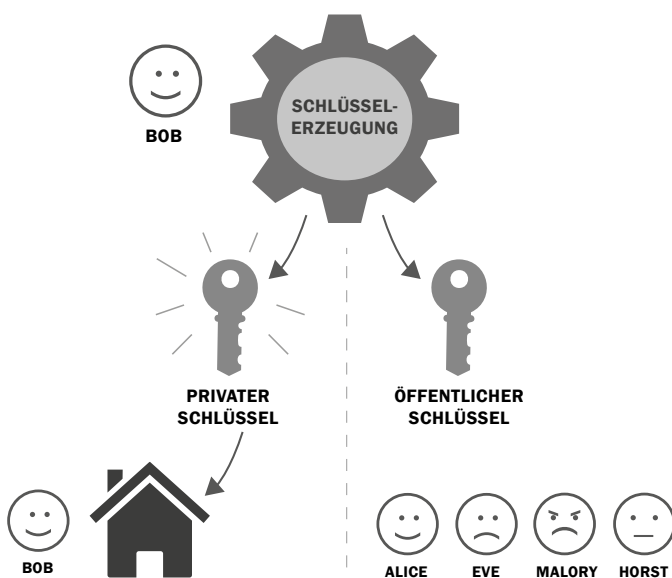 SCHLÜSSEL-
ERZEUGUNG
BOB
PRIVATER
SCHLÜSSEL
ÖFFENTLICHER
SCHLÜSSEL
BOB
ALICE
EVE
MALORY
HORST